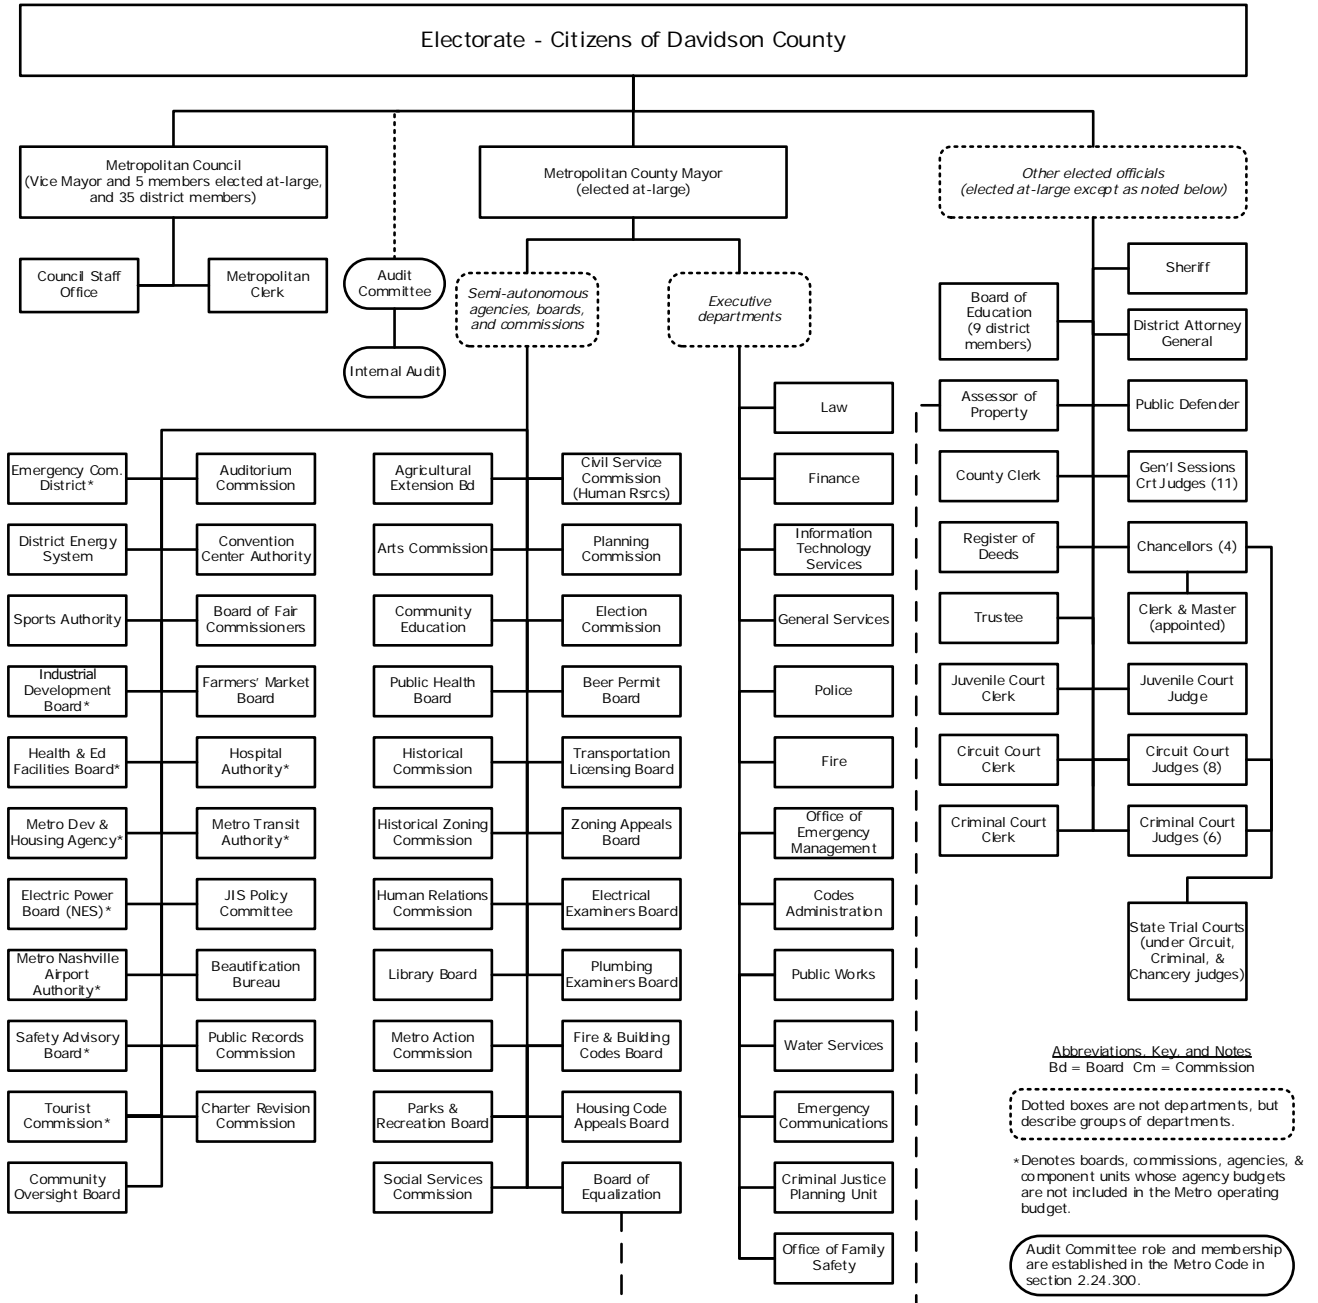 Electorate - Citizens of Davidson County
Metropolitan Council
(Vice Mayor and 5 members elected at-large,
and 35 district members)
Metropolitan County Mayor
(elected at-large)
Other elected officials
(elected at-large except as noted below)
Council Staff
Office
Metropolitan
Clerk
Audit
Committee
Internal Audit
Semi-autonomous
agencies, boards,
and commissions
Executive
departments
Emergency Com.
District*
Auditorium
Commission
District Energy
System
Convention
Center Authority
Sports Authority
Board of Fair
Commissioners
Industrial
Development
Board*
Farmers' Market
Board
Health & Ed
Facilities Board*
Hospital
Authority*
Metro Dev &
Housing Agency*
Metro Transit
Authority*
Electric Power
Board (NES)*
JIS Policy
Committee
Metro Nashville
Airport
Authority*
Beautification
Bureau
Safety Advisory
Board*
Public Records
Commission
Tourist
Commission*
Charter Revision
Commission
Community
Oversight Board
Agricultural
Extension Bd
Civil Service
Commission
(Human Rsrcs)
Arts Commission
Planning
Commission
Community
Education
Election
Commission
Public Health
Board
Beer Permit
Board
Historical
Commission
Transportation
Licensing Board
Historical Zoning
Commission
Zoning Appeals
Board
Human Relations
Commission
Electrical
Examiners Board
Library Board
Plumbing
Examiners Board
Metro Action
Commission
Fire & Building
Codes Board
Parks &
Recreation Board
Housing Code
Appeals Board
Social Services
Commission
Board of
Equalization
Law
Finance
Information
Technology
Services
General Services
Police
Fire
Office of
Emergency
Management
Codes
Administration
Public Works
Water Services
Emergency
Communications
Criminal Justice
Planning Unit
Office of Family
Safety
Sheriff
Board of
Education
(9 district
members)
District Attorney
General
Assessor of
Property
Public Defender
County Clerk
Gen'l Sessions
Crt Judges (11)
Register of
Deeds
Chancellors (4)
Trustee
Clerk & Master
(appointed)
Juvenile Court
Clerk
Juvenile Court
Judge
Circuit Court
Clerk
Circuit Court
Judges (8)
Criminal Court
Clerk
Criminal Court
Judges (6)
State Trial Courts
(under Circuit,
Criminal, &
Chancery judges)
Abbreviations, Key, and Notes
Bd = Board Cm = Commission
Dotted boxes are not departments, but
describe groups of departments.
*Denotes boards, commissions, agencies, &
component units whose agency budgets
are not included in the Metro operating
budget.
Audit Committee role and membership
are established in the Metro Code in
section 2.24.300.